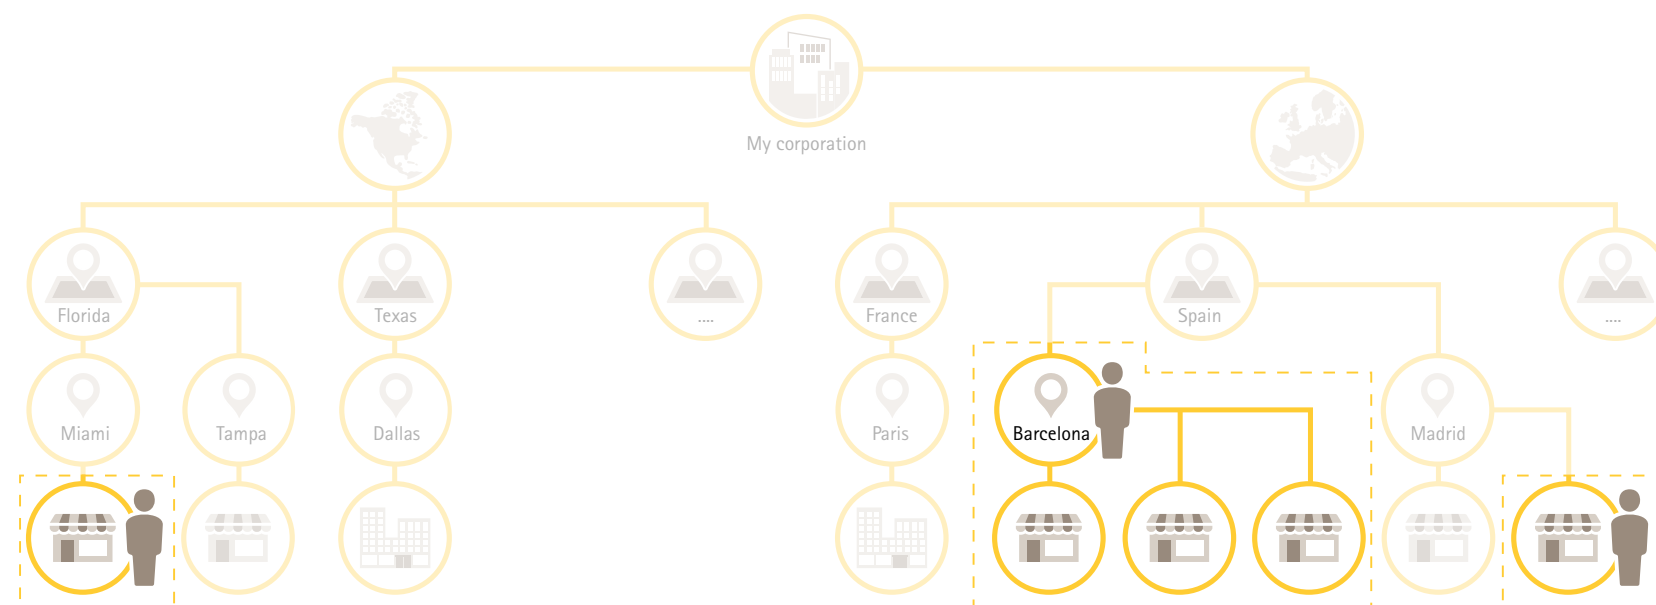 My corporation
Florida
Texas
....
France
Spain
....
Miami
Tampa
Dallas
Paris
Barcelona
Madrid